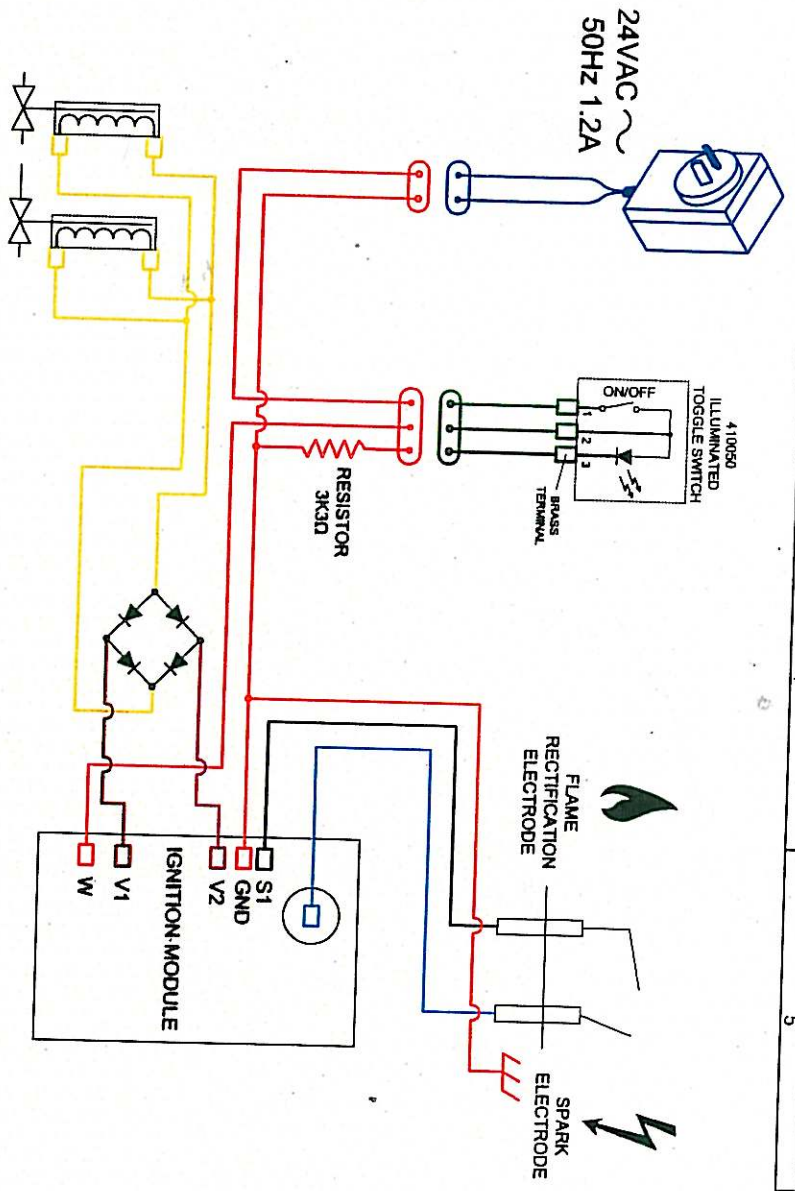 24VAC ~
50Hz 1.2A
410050
ILLUMINATED
TOGGLE SWITCH
ON/OFF
1
2
3
BRASS
TERMINAL
RESISTOR
3K3Ω
FLAME
RECTIFICATION
ELECTRODE
SPARK
ELECTRODE
S1
GND
V2
IGNITION-MODULE
V1
W
5